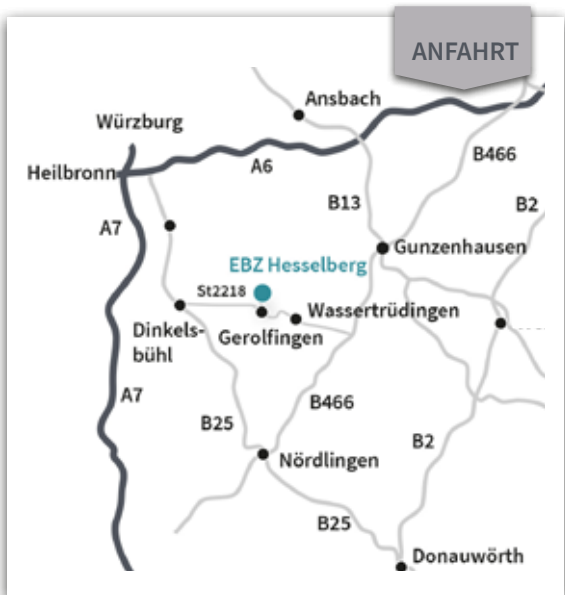 ANFAHRT
Ansbach
Würzburg
B466
Heilbronn
A6
B13
B2
A7
Gunzenhausen
EBZ Hesselberg
St2218
Wassertrüdingen
Dinkels-
bühl
Gerolfingen
A7
B466
B25
B2
Nördlingen
B25
Donauwörth